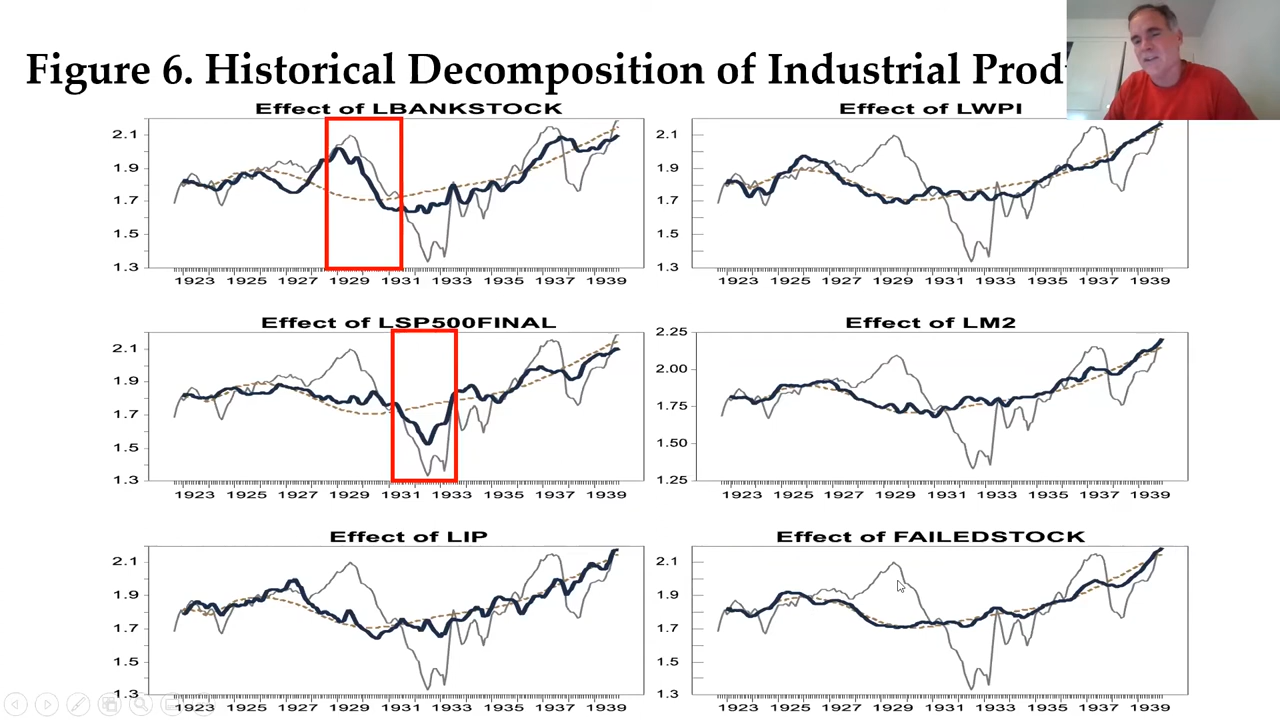 Figure 6. Historical Decomposition of Industrial Prod
Effect of LBANKSTOCK
2.1
1.9
1.7
1.5
1.3
1923 1925 1927 1929 1931 1933 1935 1937 1939
Effect of LWPI
2.1
1.9
1.7
1.5
1.3
1923 1925 1927 1929 1931 1933 1935 1937 1939
Effect of LSP500FINAL
2.1
1.9
1.7
1.5
1.3
1923 1925 1927 1929 1931 1933 1935 1937 1939
Effect of LM2
2.25
2.00
1.75
1.50
1.25
1923 1925 1927 1929 1931 1933 1935 1937 1939
Effect of LIP
2.1
1.9
1.7
1.5
1.3
1923 1925 1927 1929 1931 1933 1935 1937 1939
Effect of FAILEDSTOCK
2.1
1.9
1.7
1.5
1.3
1923 1925 1927 1929 1931 1933 1935 1937 1939